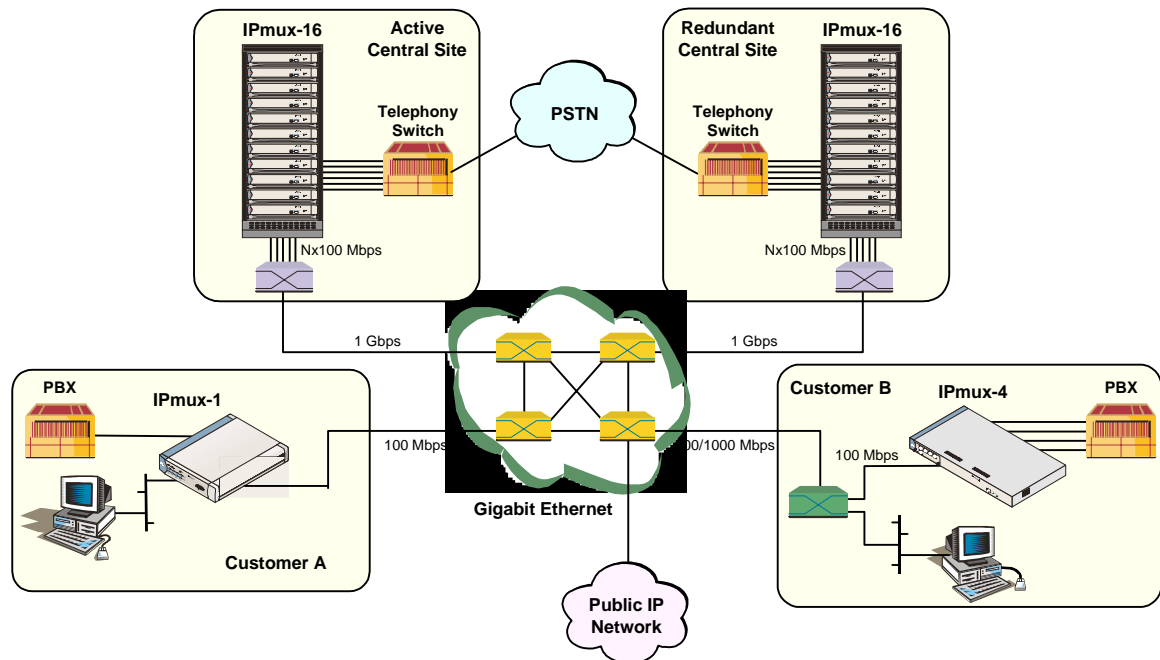 IPmux-16
Active
Central Site
Telephony
Switch
Nx100 Mbps
PSTN
Redundant
Central Site
IPmux-16
Telephony
Switch
Nx100 Mbps
1 Gbps
1 Gbps
PBX
IPmux-1
100 Mbps
Customer A
Gigabit Ethernet
00/1000 Mbps
Customer B
IPmux-4
PBX
100 Mbps
Public IP
Network